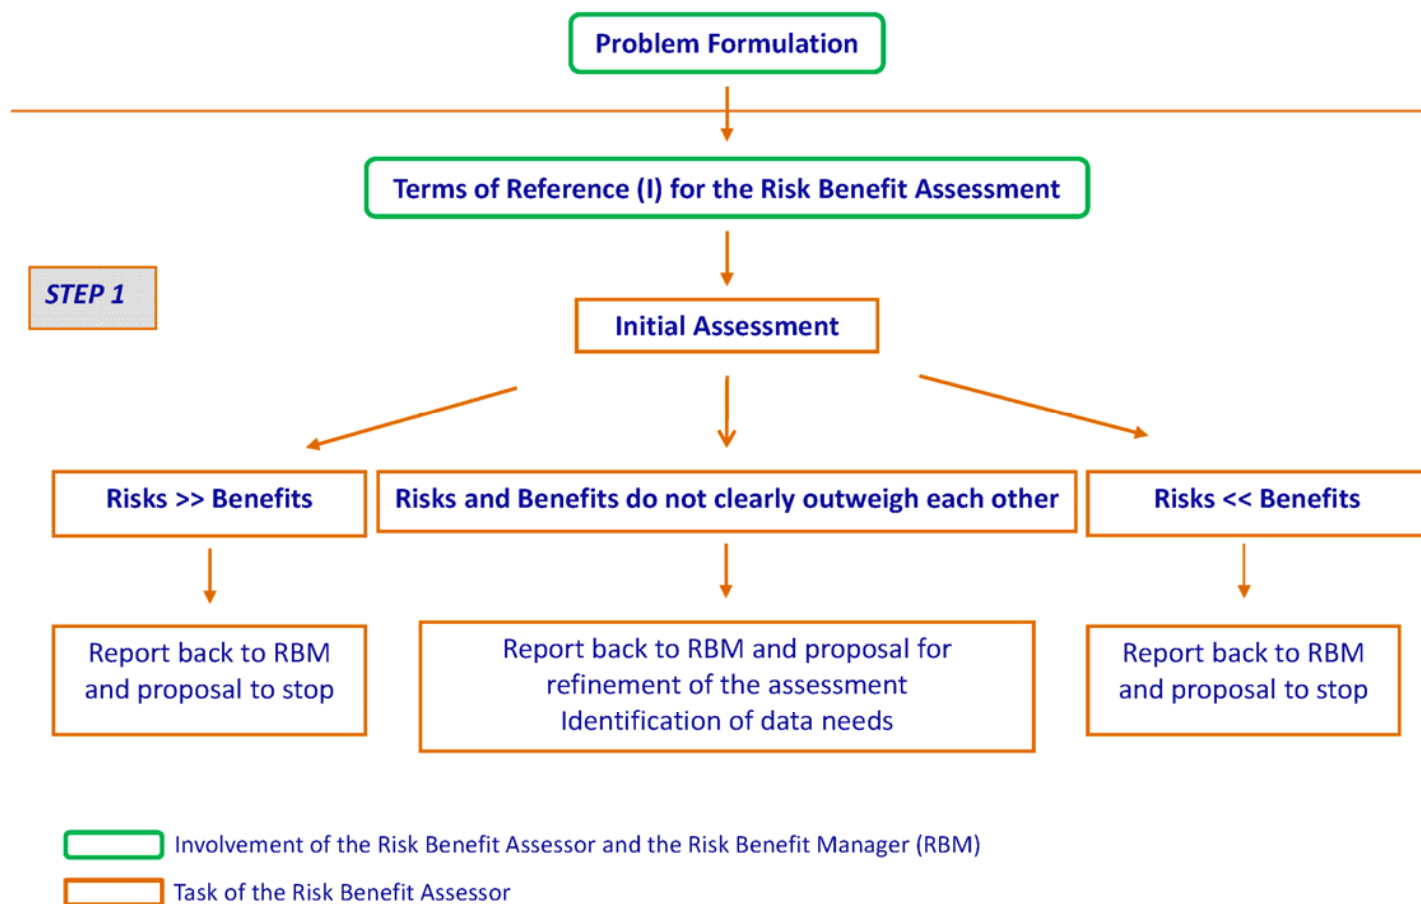 Problem Formulation
Terms of Reference (I) for the Risk Benefit Assessment
STEP 1
Initial Assessment
Risks >> Benefits
Risks and Benefits do not clearly outweigh each other
Risks << Benefits
Report back to RBM
and proposal to stop
Report back to RBM and proposal for
refinement of the assessment
Identification of data needs
Report back to RBM
and proposal to stop
Involvement of the Risk Benefit Assessor and the Risk Benefit Manager (RBM)
Task of the Risk Benefit Assessor